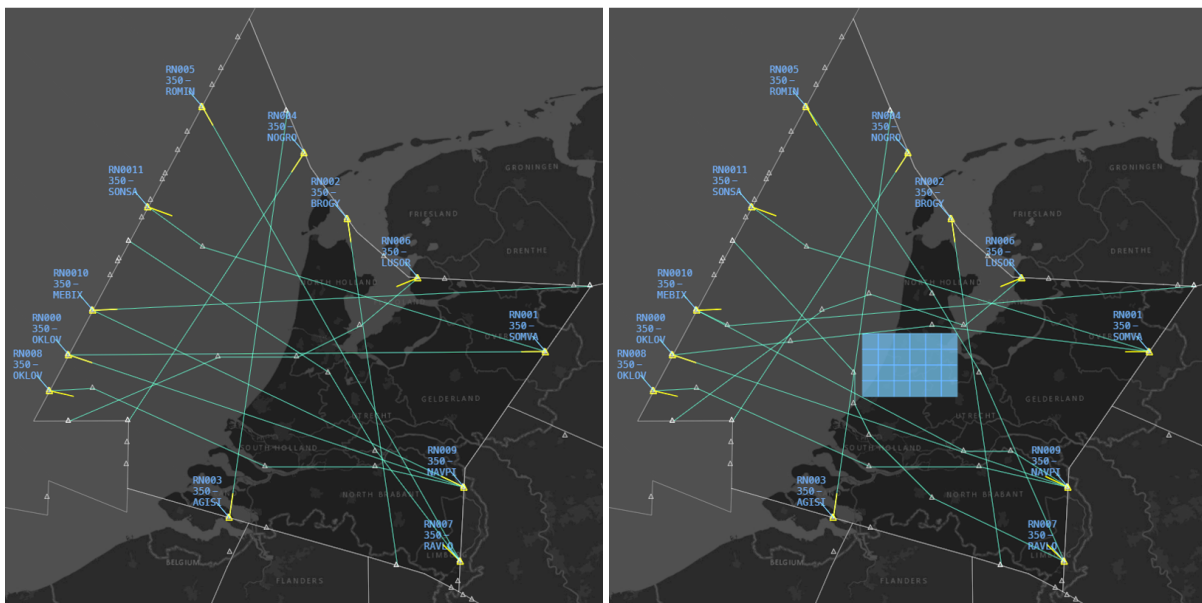 RN005
350–
ROMIN
RN004
350–
NOGRO
GRONINGEN
RN0011
350–
SONSA
RN002
350–
BROGY
FRIESLAND
RN006
350–
LUSOR
DRENTHE
RN0010
350–
MEBIX
NORTH HOLLAND
RN000
350–
OKLOV
RN001
350–
SOMVA
RN008
350–
OKLOV
GELDERLAND
UTRECHT
SOUTH HOLLAND
RN009
350–
NAVPI
RN003
350–
AGISI
NORTH BRABANT
RN007
350–
RAVLO
BELGIUM
FLANDERS
RN005
350–
ROMIN
RN004
350–
NOGRO
GRONINGEN
RN0011
350–
SONSA
RN002
350–
BROGY
FRIESLAND
RN006
350–
LUSOR
DRENTHE
RN0010
350–
MEBIX
NORTH HOLLAND
RN000
350–
OKLOV
RN001
350–
SOMVA
RN008
350–
OKLOV
GELDERLAND
UTRECHT
SOUTH HOLLAND
RN009
350–
NAVPI
RN003
350–
AGISI
NORTH BRABANT
RN007
350–
RAVLO
BELGIUM
FLANDERS